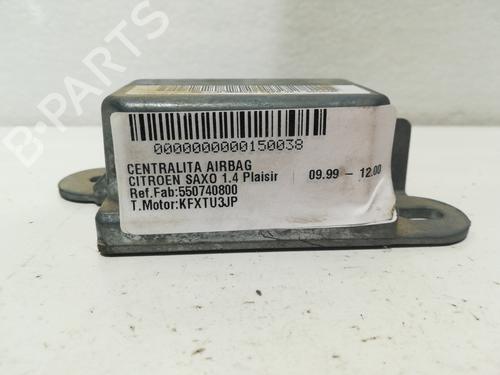 B-PARTS
0000000000150038
CENTRALITA AIRBAG
CITROEN SAXO 1.4 Plaisir 09.99 - 12.00
Ref.Fab:550740800
T.Motor:KFXTU3JP